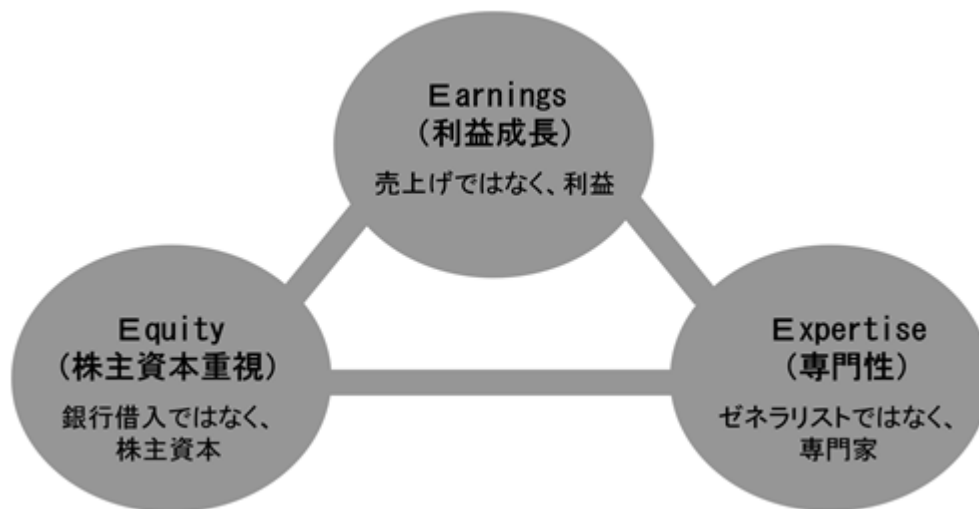 Earnings
(利益成長)
売上げではなく、利益
Equity
(株主資本重視)
銀行借入ではなく、
株主資本
Expertise
(専門性)
ゼネラリストではなく、
専門家